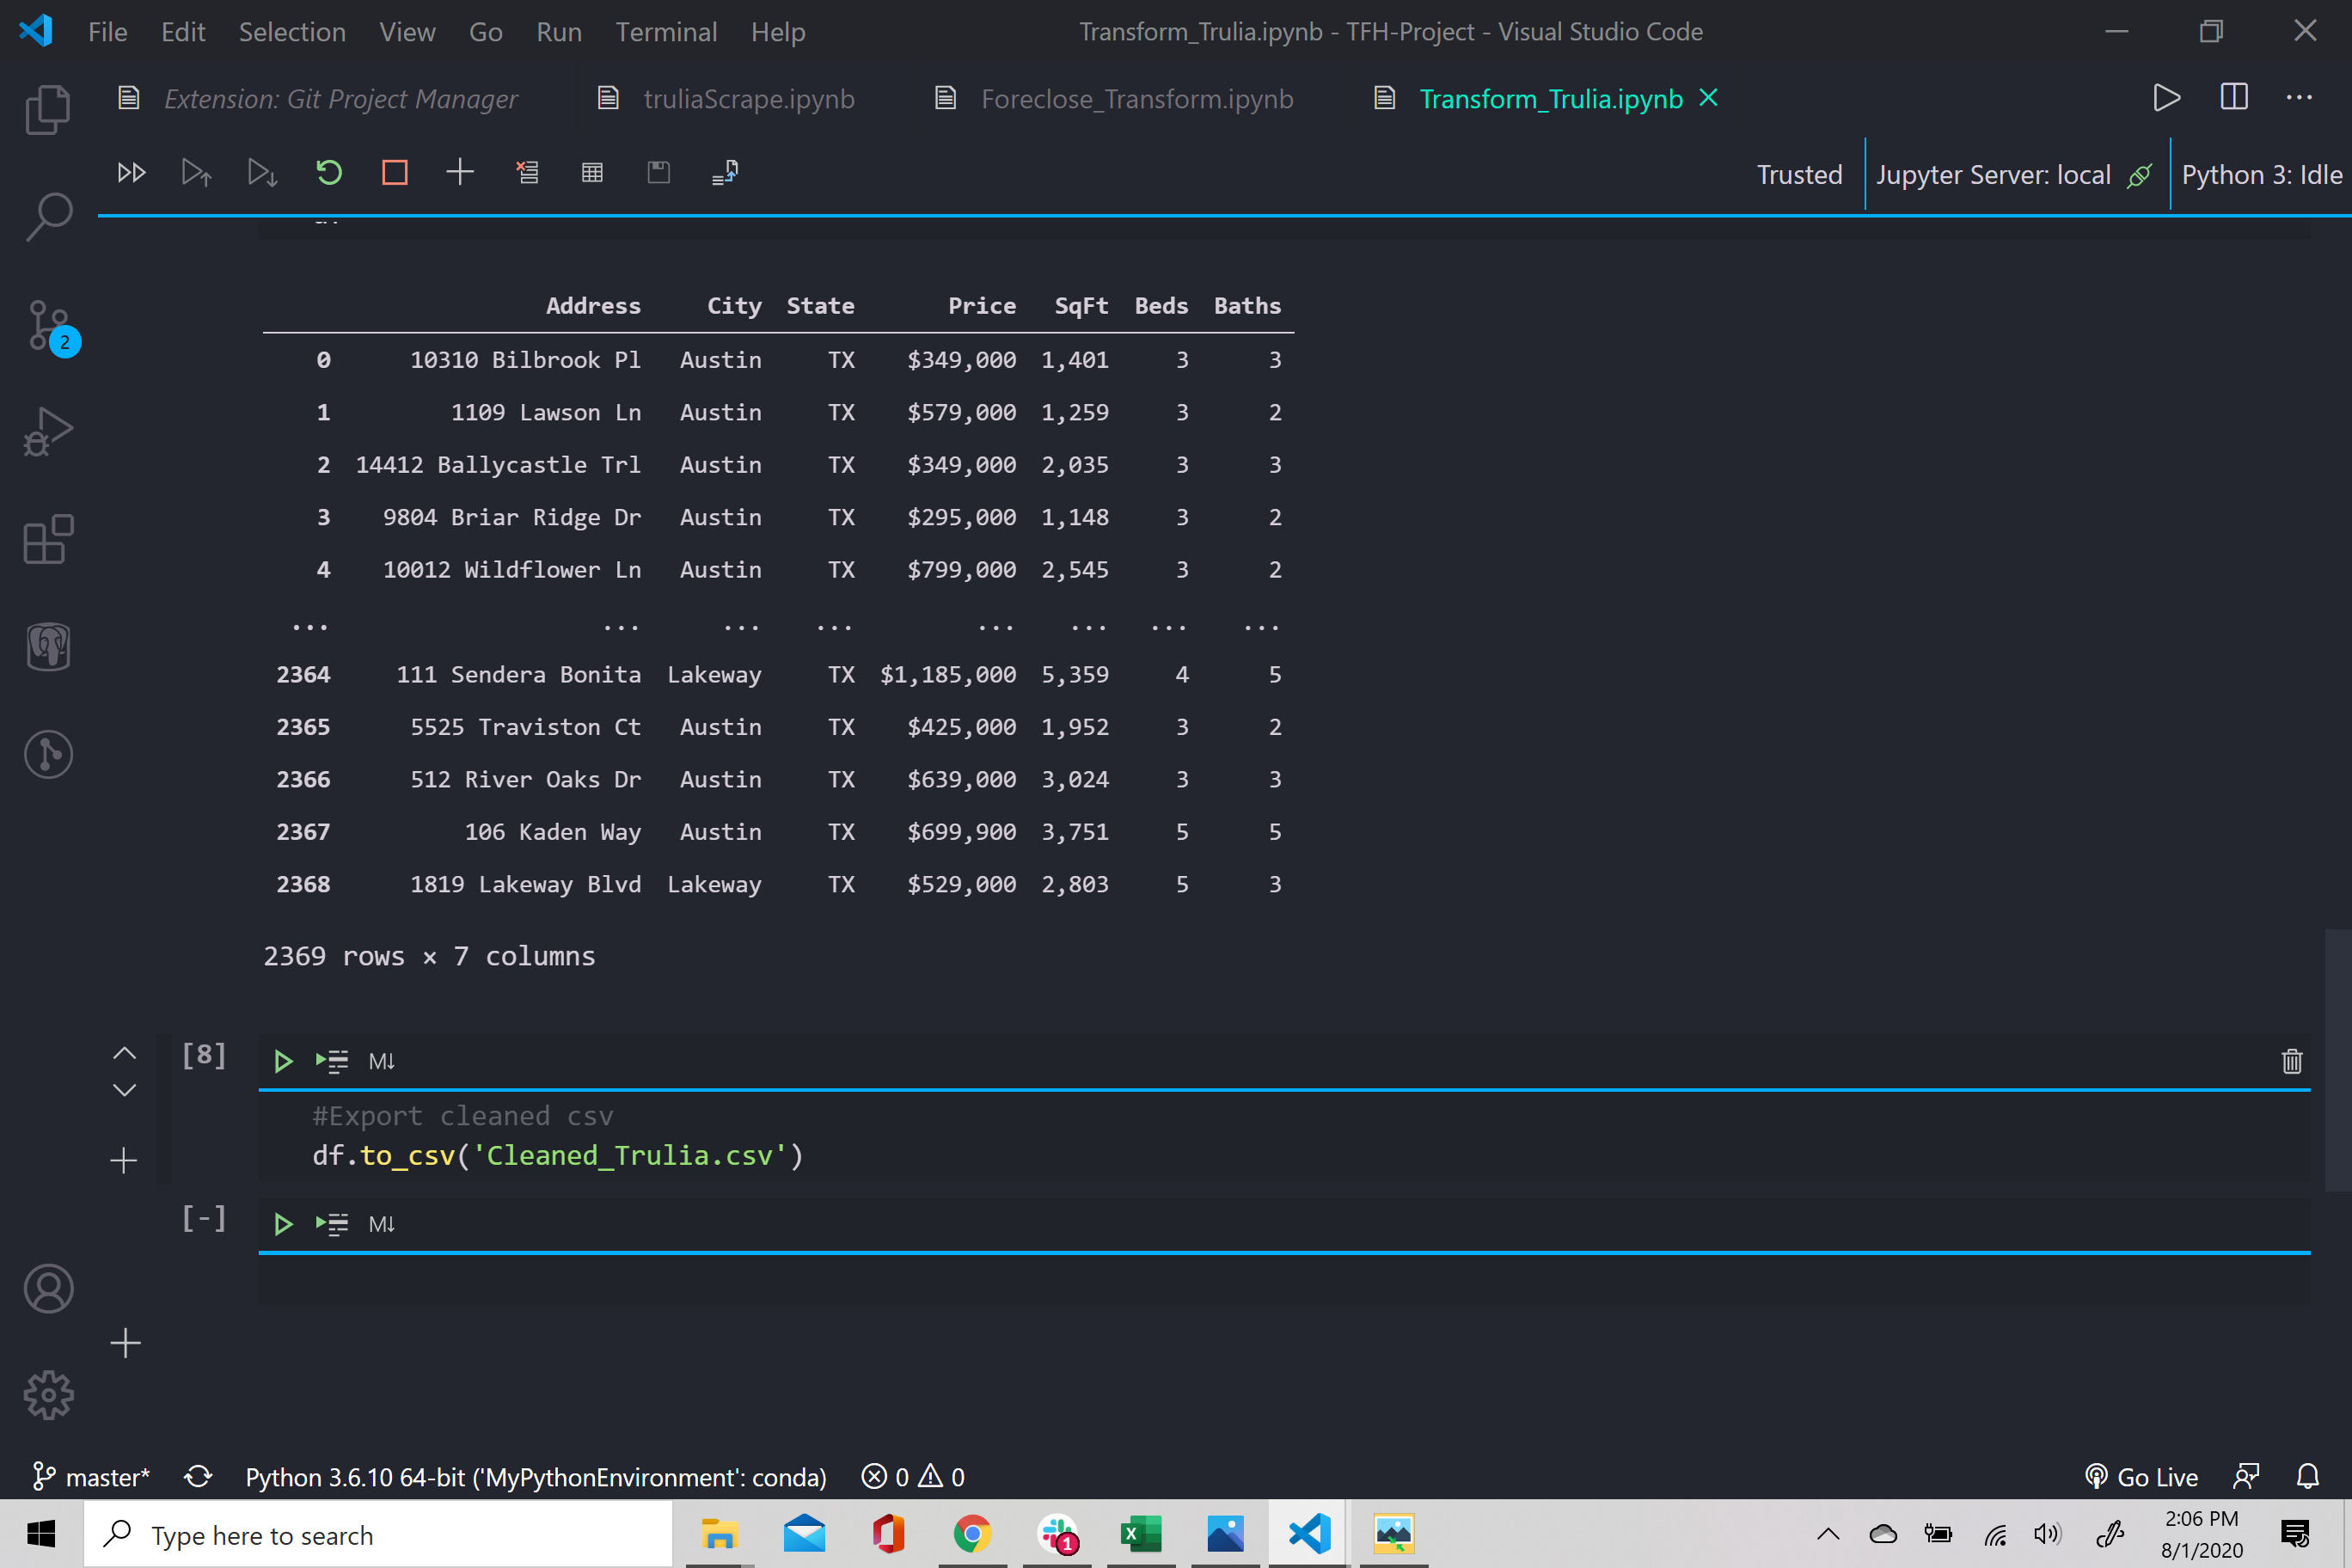 File Edit Selection View Go Run Terminal Help Transform_Trulia.ipynb - TFH-Project - Visual Studio Code
Extension: Git Project Manager truliaScrape.ipynb Foreclose_Transform.ipynb Transform_Trulia.ipynb
Trusted Jupyter Server: local Python 3: Idle
2
Address City State Price SqFt Beds Baths
0 10310 Bilbrook Pl Austin TX $349,000 1,401 3 3
1 1109 Lawson Ln Austin TX $579,000 1,259 3 2
2 14412 Ballycastle Trl Austin TX $349,000 2,035 3 3
3 9804 Briar Ridge Dr Austin TX $295,000 1,148 3 2
4 10012 Wildflower Ln Austin TX $799,000 2,545 3 2
... ... ... ... ... ... ... ...
2364 111 Sendera Bonita Lakeway TX $1,185,000 5,359 4 5
2365 5525 Traviston Ct Austin TX $425,000 1,952 3 2
2366 512 River Oaks Dr Austin TX $639,000 3,024 3 3
2367 106 Kaden Way Austin TX $699,900 3,751 5 5
2368 1819 Lakeway Blvd Lakeway TX $529,000 2,803 5 3
2369 rows × 7 columns
[8] M↓
#Export cleaned csv
df.to_csv('Cleaned_Trulia.csv')
[-] M↓
master* Python 3.6.10 64-bit ('MyPythonEnvironment': conda) 0 0 Go Live
Type here to search
1
2:06 PM
8/1/2020